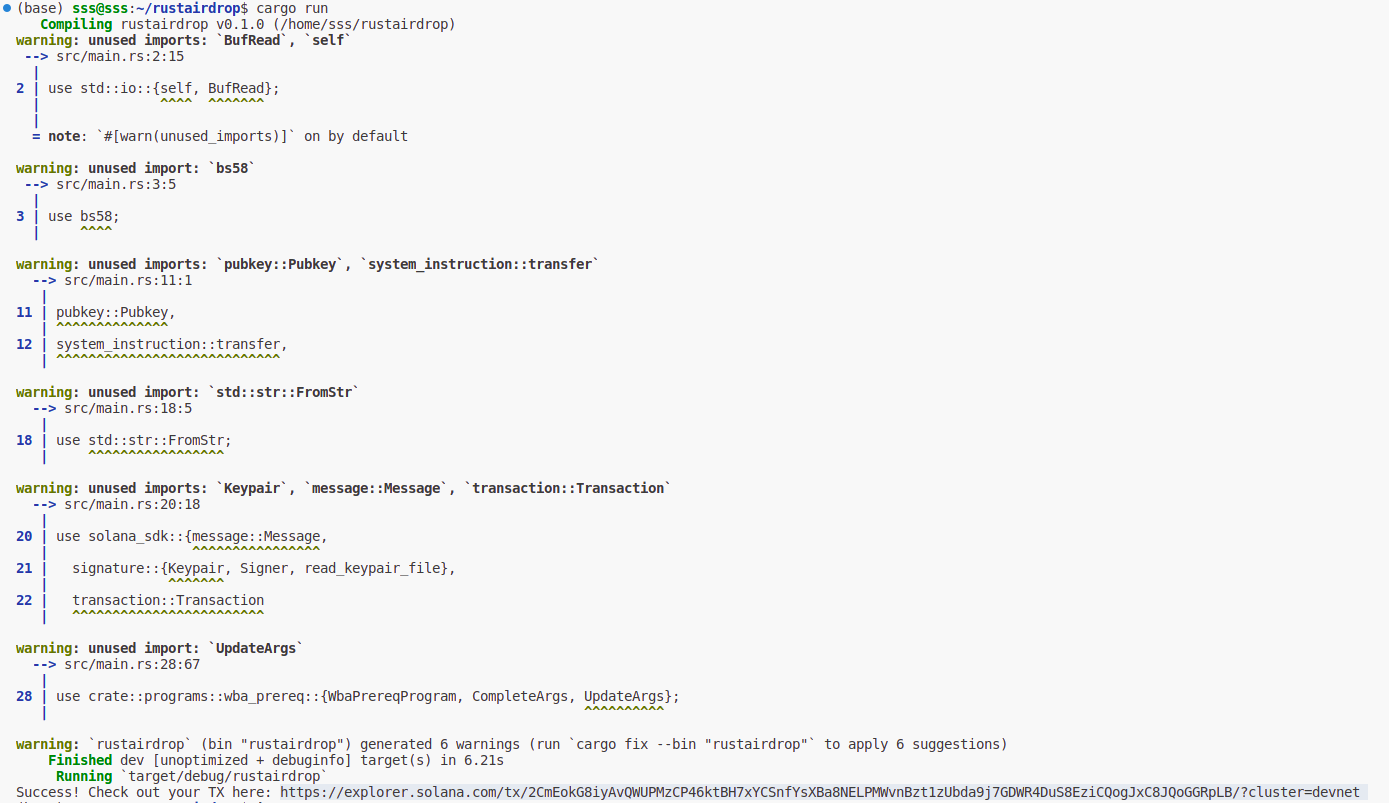 (base) sss@sss:~/rustairdrop$ cargo run
Compiling rustairdrop v0.1.0 (/home/sss/rustairdrop)
warning: unused imports: `BufRead`, `self`
--> src/main.rs:2:15
|
2 | use std::io::{self, BufRead};
| ^^^^ ^^^^^^^
|
= note: `#[warn(unused_imports)]` on by default
warning: unused import: `bs58`
--> src/main.rs:3:5
|
3 | use bs58;
| ^^^^
warning: unused imports: `pubkey::Pubkey`, `system_instruction::transfer`
--> src/main.rs:11:1
|
11 | pubkey::Pubkey,
| ^^^^^^^^^^^^^^
12 | system_instruction::transfer,
| ^^^^^^^^^^^^^^^^^^^^^^^^^^^^
warning: unused import: `std::str::FromStr`
--> src/main.rs:18:5
|
18 | use std::str::FromStr;
| ^^^^^^^^^^^^^^^^^
warning: unused imports: `Keypair`, `message::Message`, `transaction::Transaction`
--> src/main.rs:20:18
|
20 | use solana_sdk::{message::Message,
| ^^^^^^^^^^^^^^^^
21 | signature::{Keypair, Signer, read_keypair_file},
| ^^^^^^^
22 | transaction::Transaction
| ^^^^^^^^^^^^^^^^^^^^^^^^
warning: unused import: `UpdateArgs`
--> src/main.rs:28:67
|
28 | use crate::programs::wba_prereq::{WbaPrereqProgram, CompleteArgs, UpdateArgs};
| ^^^^^^^^^^
warning: `rustairdrop` (bin "rustairdrop") generated 6 warnings (run `cargo fix --bin "rustairdrop"` to apply 6 suggestions)
Finished dev [unoptimized + debuginfo] target(s) in 6.21s
Running `target/debug/rustairdrop`
Success! Check out your TX here: https://explorer.solana.com/tx/2CmEokG8iyAvQWUPMzCP46ktBH7xYCSnfYsXBa8NELPMWvnBzt1zUbda9j7GDWR4DuS8EziCQogJxC8JQoGGRpLB/?cluster=devnet